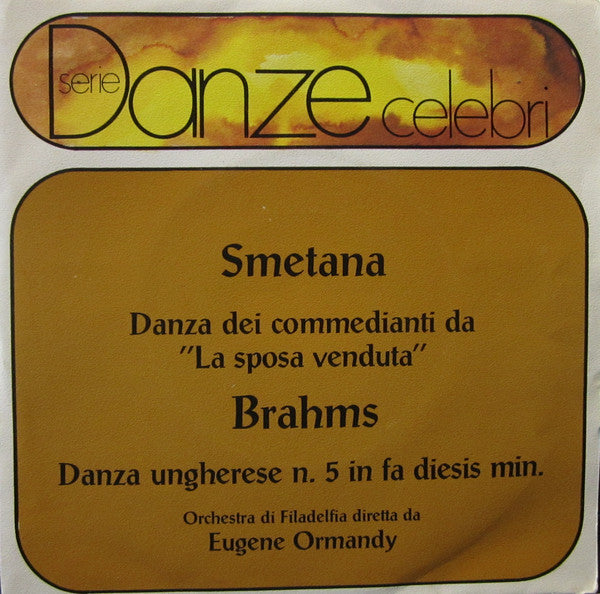 serie Danze celebri
Smetana
Danza dei commedianti da
"La sposa venduta"
Brahms
Danza ungherese n. 5 in fa diesis min.
Orchestra di Filadelfia diretta da
Eugene Ormandy